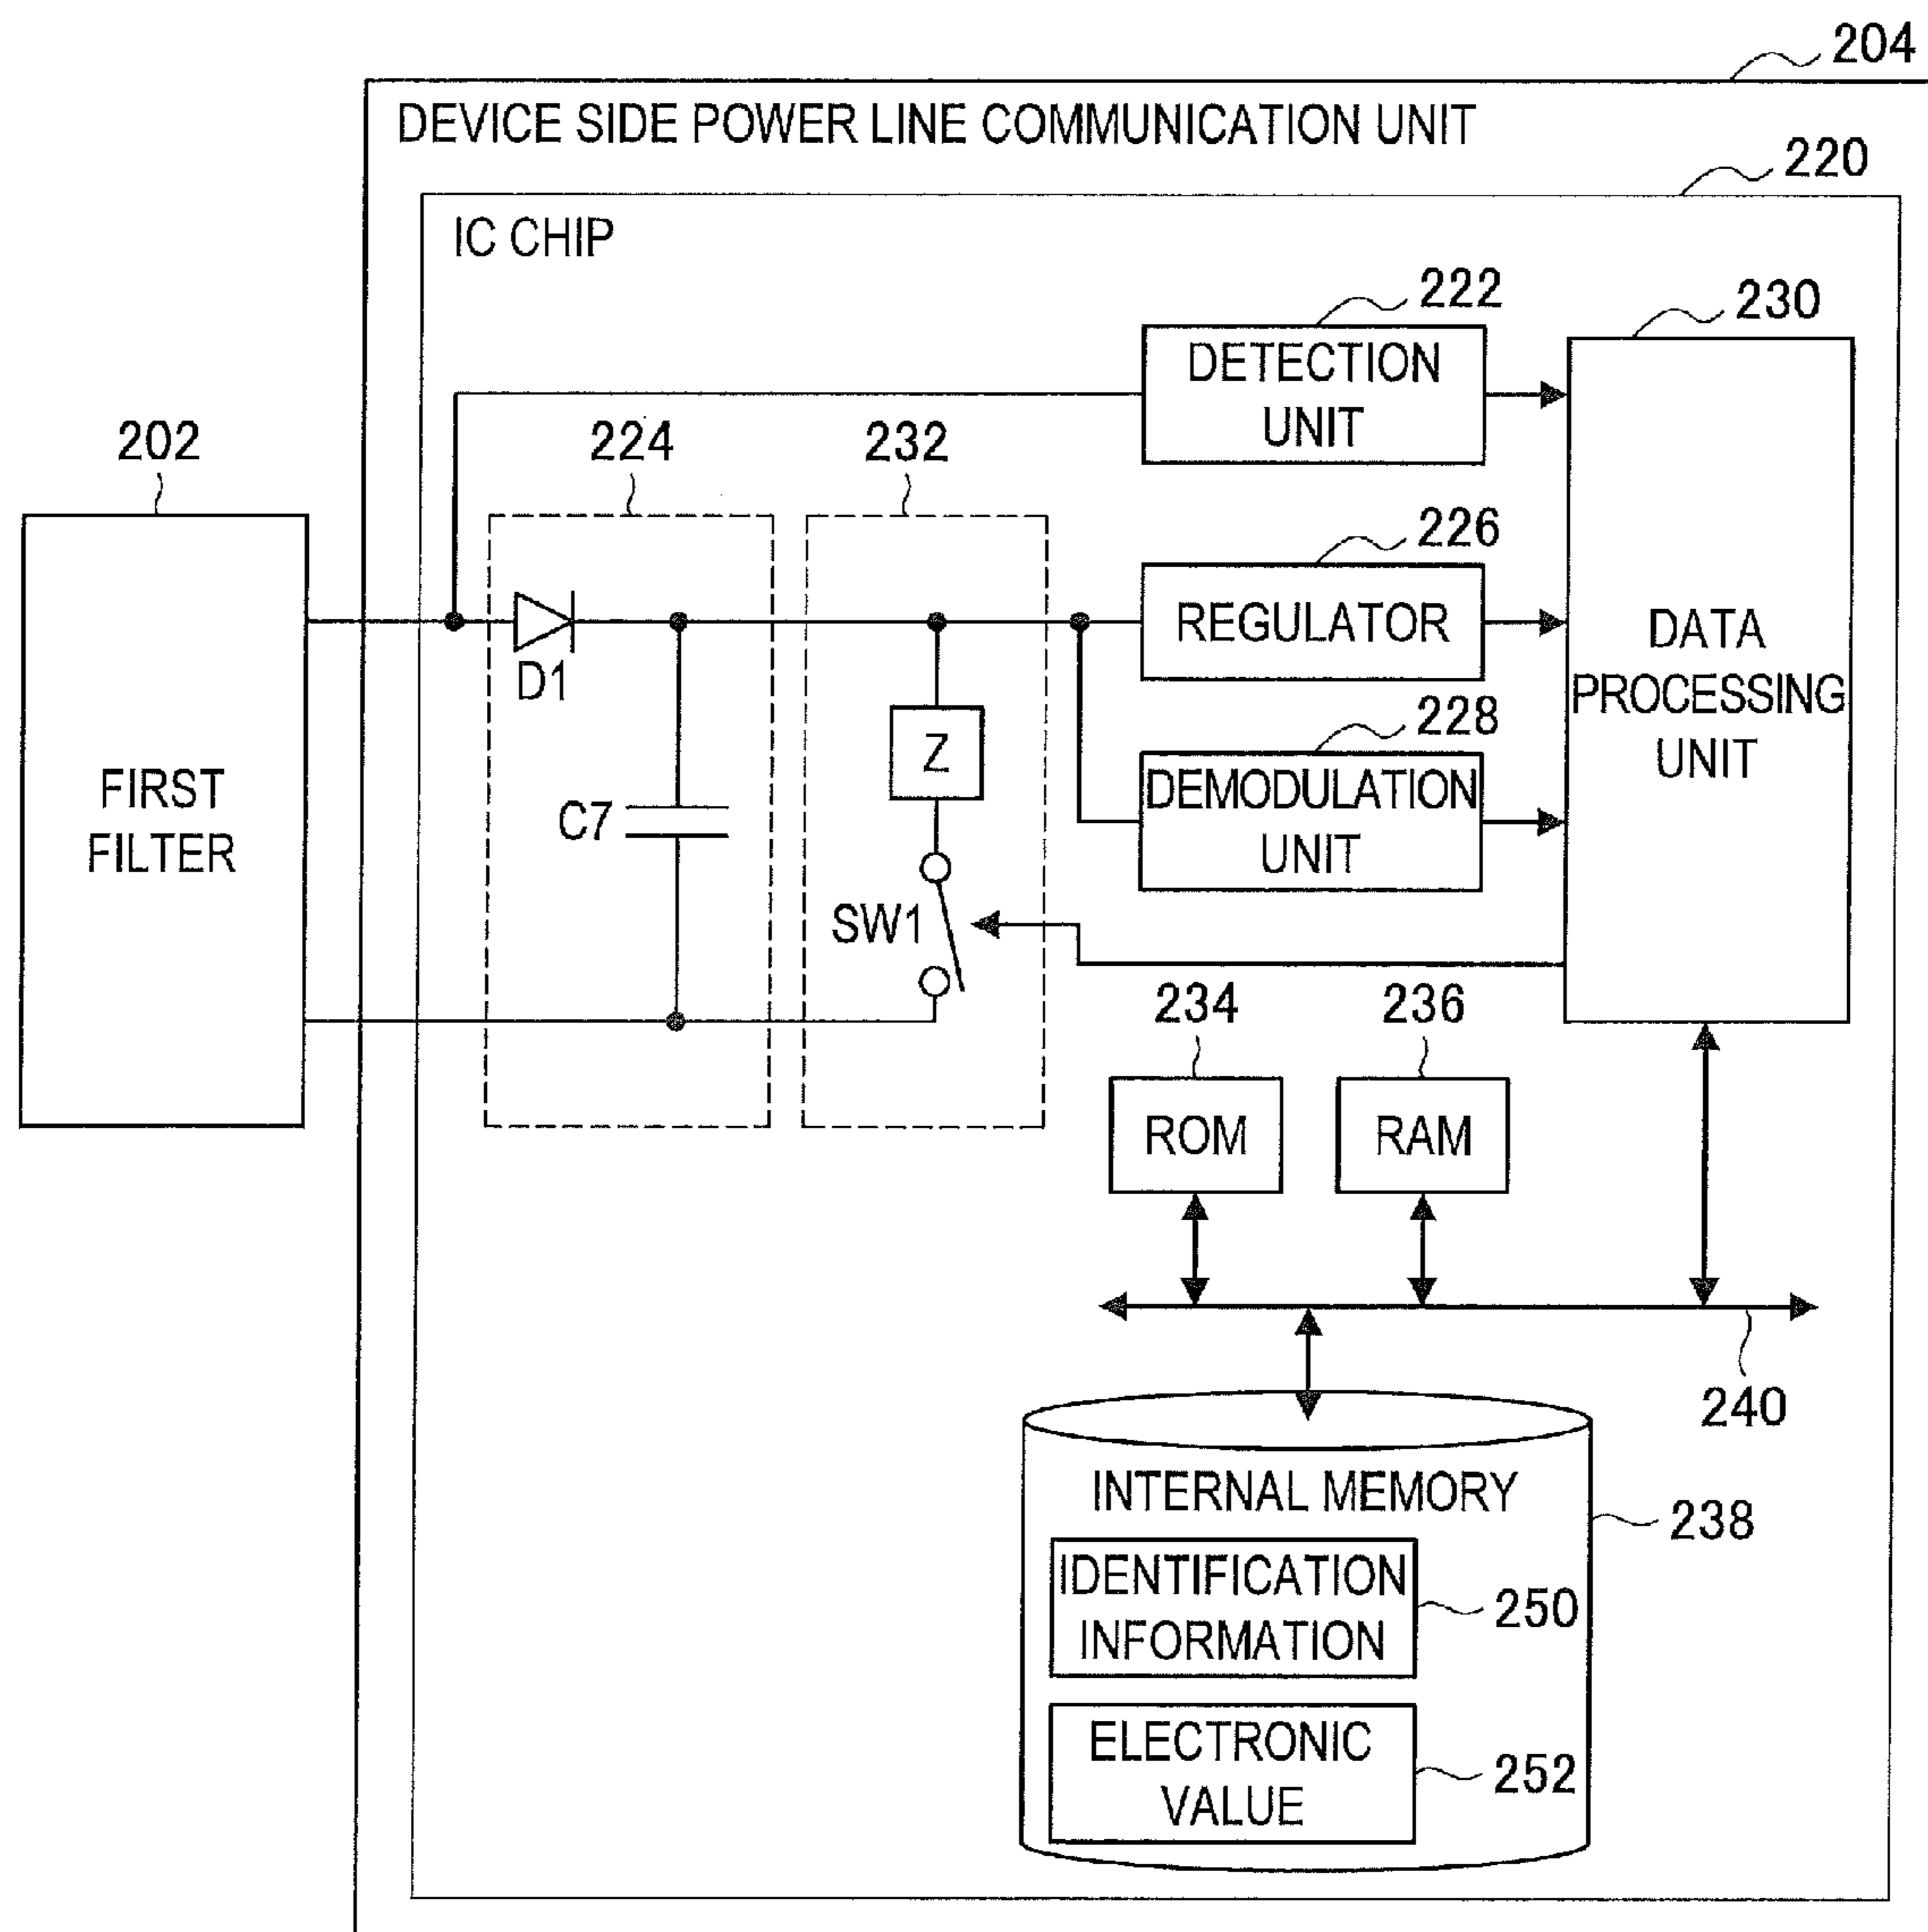 204
DEVICE SIDE POWER LINE COMMUNICATION UNIT
220
IC CHIP
222
230
DETECTION
UNIT
202
224
232
226
REGULATOR
D1
DATA
PROCESSING
UNIT
228
Z
DEMODULATION
UNIT
FIRST
FILTER
C7
SW1
234
236
ROM
RAM
240
INTERNAL MEMORY
238
IDENTIFICATION
INFORMATION
250
ELECTRONIC
VALUE
252